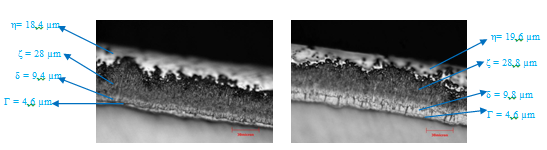 η= 18.4 μm
ζ = 28 μm
δ = 9.4 μm
Γ = 4.6 μm
η= 19.6 μm
ζ = 28.8 μm
δ = 9.8 μm
Γ = 4.6 μm